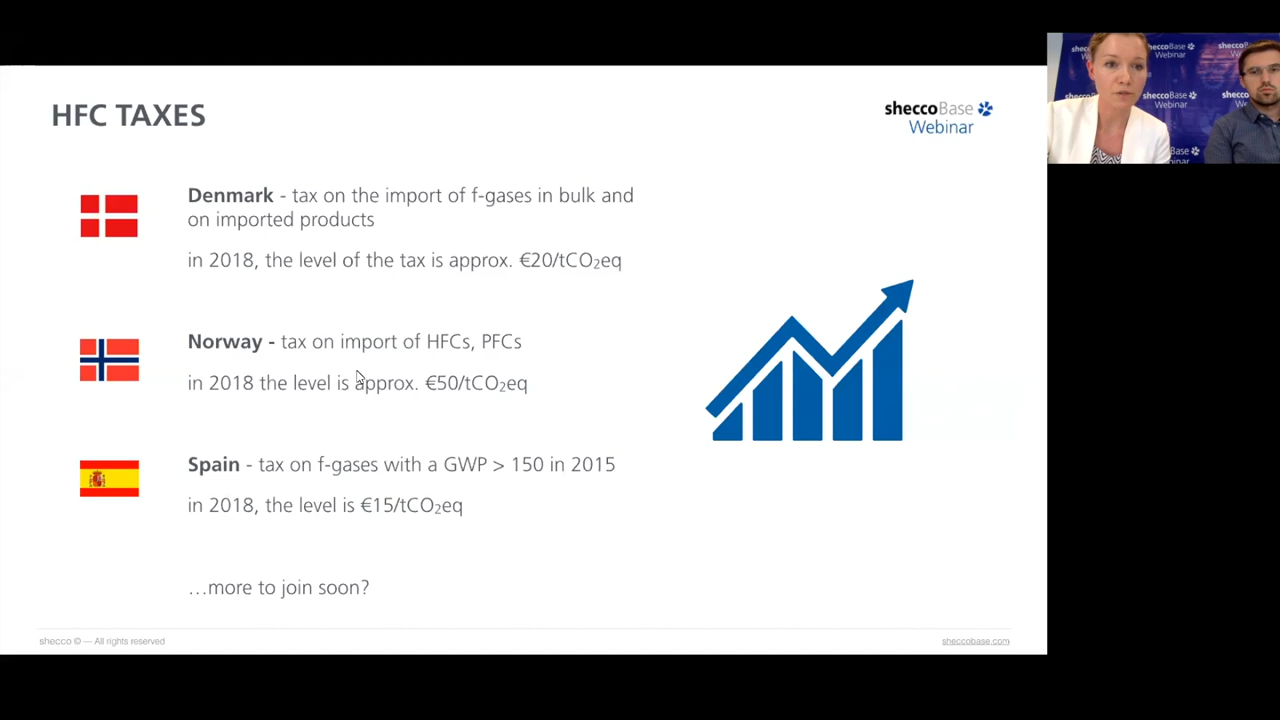 HFC TAXES
sheccoBase
Webinar
Denmark - tax on the import of f-gases in bulk and
on imported products
in 2018, the level of the tax is approx. €20/tCO₂eq
Norway - tax on import of HFCs, PFCs
in 2018 the level is approx. €50/tCO₂eq
Spain - tax on f-gases with a GWP > 150 in 2015
in 2018, the level is €15/tCO₂eq
...more to join soon?
shecco © — All rights reserved
sheccobase.com
sheccoBase
Webinar